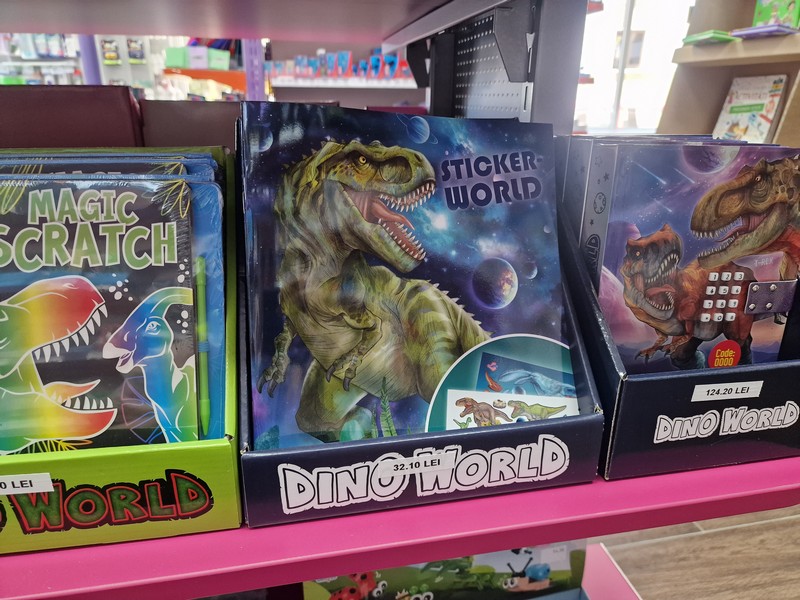 MAGIC
SCRATCH
0 LEI
WORLD
STICKER-
WORLD
32.10 LEI
DINO WORLD
Code:
0000
124.20 LEI
DINO WORLD